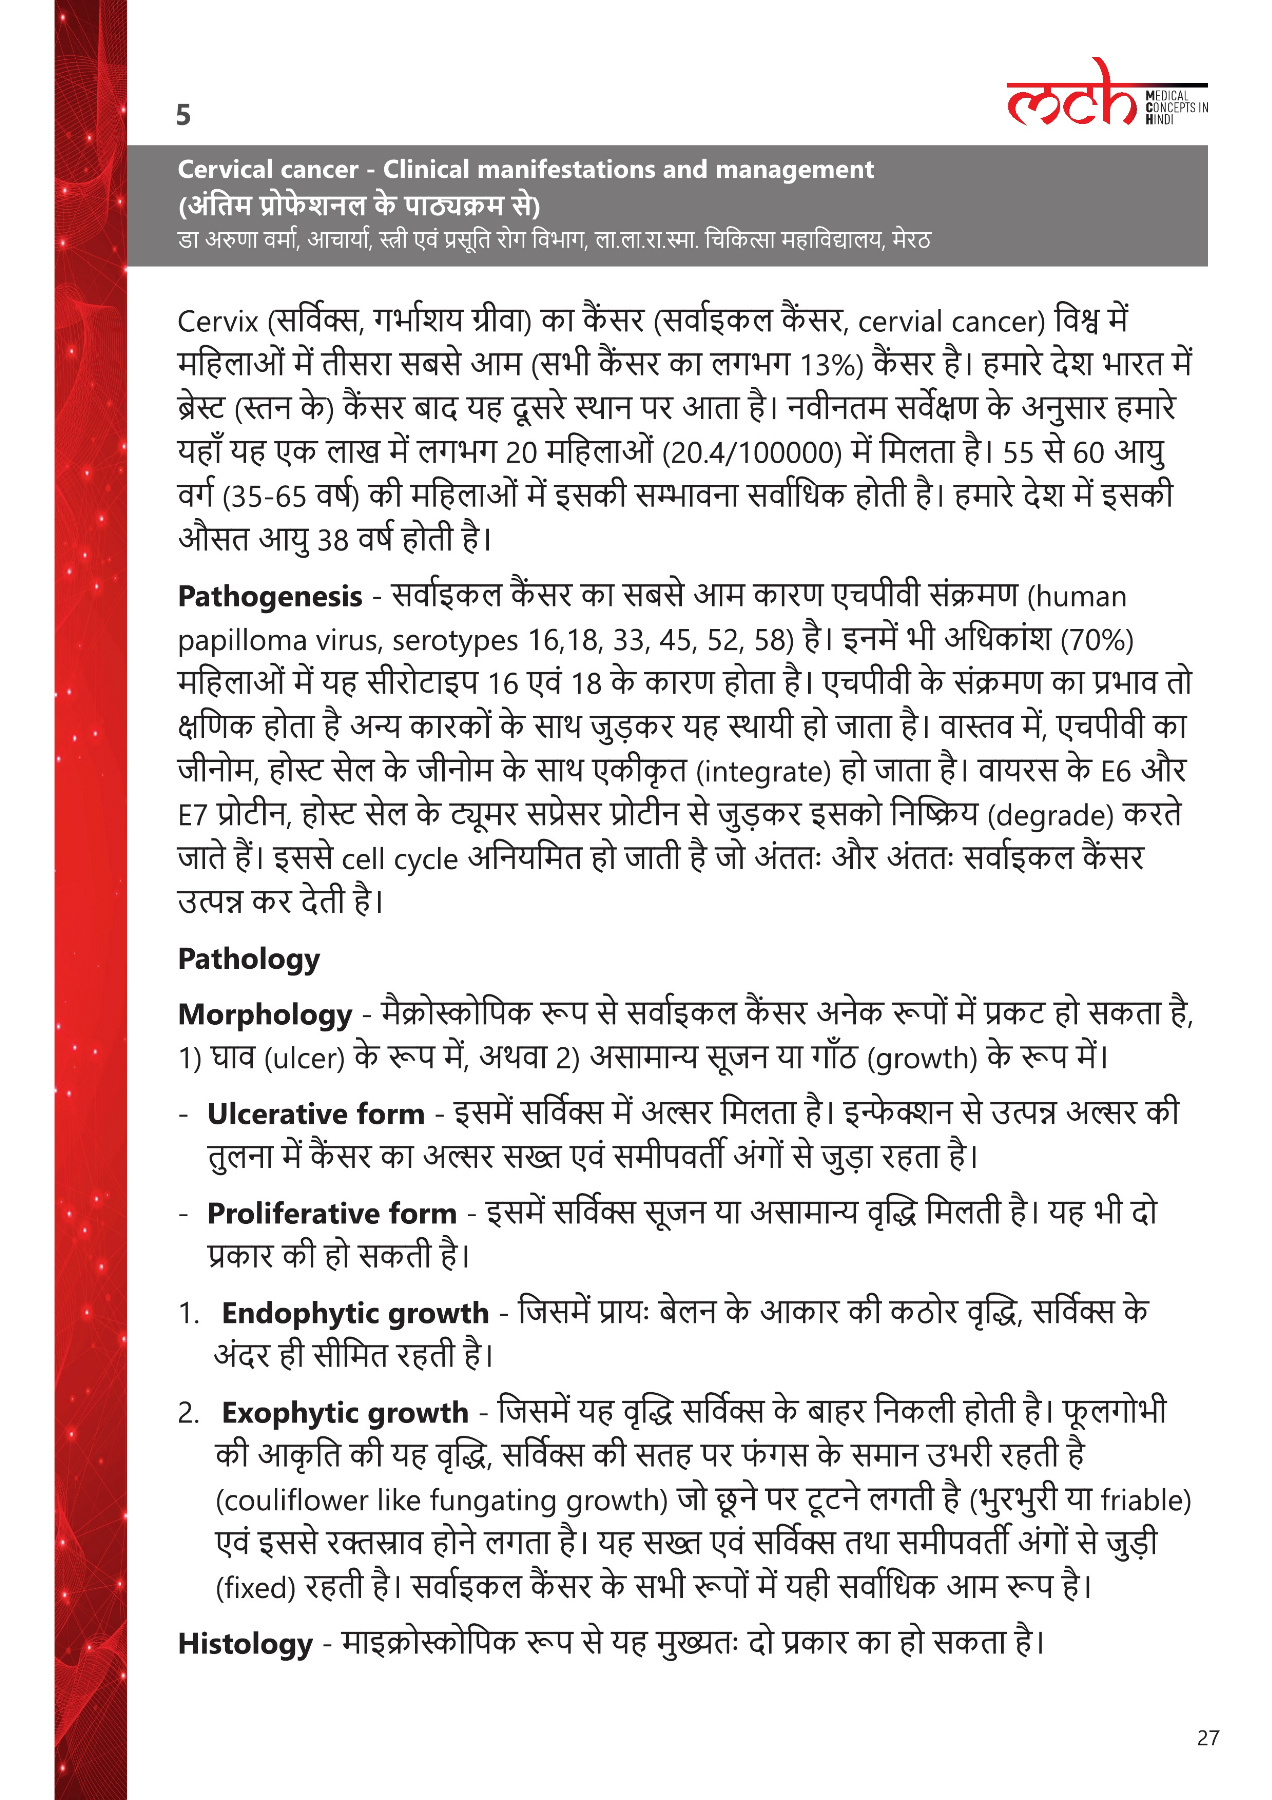 5
mch
MEDICAL
CONCEPTS IN
HINDI
Cervical cancer - Clinical manifestations and management
(अंतिम प्रोफेशनल के पाठ्यक्रम से)
डा अरुणा वर्मा, आचार्या, स्त्री एवं प्रसूति रोग विभाग, ला.ला.रा.स्मा. चिकित्सा महाविद्यालय, मेरठ
Cervix (सर्विक्स, गर्भाशय ग्रीवा) का कैंसर (सर्वाइकल कैंसर, cervial cancer) विश्व में
महिलाओं में तीसरा सबसे आम (सभी कैंसर का लगभग 13%) कैंसर है। हमारे देश भारत में
ब्रेस्ट (स्तन के) कैंसर बाद यह दूसरे स्थान पर आता है। नवीनतम सर्वेक्षण के अनुसार हमारे
यहाँ यह एक लाख में लगभग 20 महिलाओं (20.4/100000) में मिलता है। 55 से 60 आयु
वर्ग (35-65 वर्ष) की महिलाओं में इसकी सम्भावना सर्वाधिक होती है। हमारे देश में इसकी
औसत आयु 38 वर्ष होती है।
Pathogenesis - सर्वाइकल कैंसर का सबसे आम कारण एचपीवी संक्रमण (human
papilloma virus, serotypes 16,18, 33, 45, 52, 58) है। इनमें भी अधिकांश (70%)
महिलाओं में यह सीरोटाइप 16 एवं 18 के कारण होता है। एचपीवी के संक्रमण का प्रभाव तो
क्षणिक होता है अन्य कारकों के साथ जुड़कर यह स्थायी हो जाता है। वास्तव में, एचपीवी का
जीनोम, होस्ट सेल के जीनोम के साथ एकीकृत (integrate) हो जाता है। वायरस के E6 और
E7 प्रोटीन, होस्ट सेल के ट्यूमर सप्रेसर प्रोटीन से जुड़कर इसको निष्क्रिय (degrade) करते
जाते हैं। इससे cell cycle अनियमित हो जाती है जो अंततः और अंततः सर्वाइकल कैंसर
उत्पन्न कर देती है।
Pathology
Morphology - मैक्रोस्कोपिक रूप से सर्वाइकल कैंसर अनेक रूपों में प्रकट हो सकता है,
1) घाव (ulcer) के रूप में, अथवा 2) असामान्य सूजन या गाँठ (growth) के रूप में।
- Ulcerative form - इसमें सर्विक्स में अल्सर मिलता है। इन्फेक्शन से उत्पन्न अल्सर की
तुलना में कैंसर का अल्सर सख्त एवं समीपवर्ती अंगों से जुड़ा रहता है।
- Proliferative form - इसमें सर्विक्स सूजन या असामान्य वृद्धि मिलती है। यह भी दो
प्रकार की हो सकती है।
1. Endophytic growth - जिसमें प्रायः बेलन के आकार की कठोर वृद्धि, सर्विक्स के
अंदर ही सीमित रहती है।
2. Exophytic growth - जिसमें यह वृद्धि सर्विक्स के बाहर निकली होती है। फूलगोभी
की आकृति की यह वृद्धि, सर्विक्स की सतह पर फंगस के समान उभरी रहती है
(couliflower like fungating growth) जो छूने पर टूटने लगती है (भुरभुरी या friable)
एवं इससे रक्तस्राव होने लगता है। यह सख्त एवं सर्विक्स तथा समीपवर्ती अंगों से जुड़ी
(fixed) रहती है। सर्वाइकल कैंसर के सभी रूपों में यही सर्वाधिक आम रूप है।
Histology - माइक्रोस्कोपिक रूप से यह मुख्यतः दो प्रकार का हो सकता है।
27